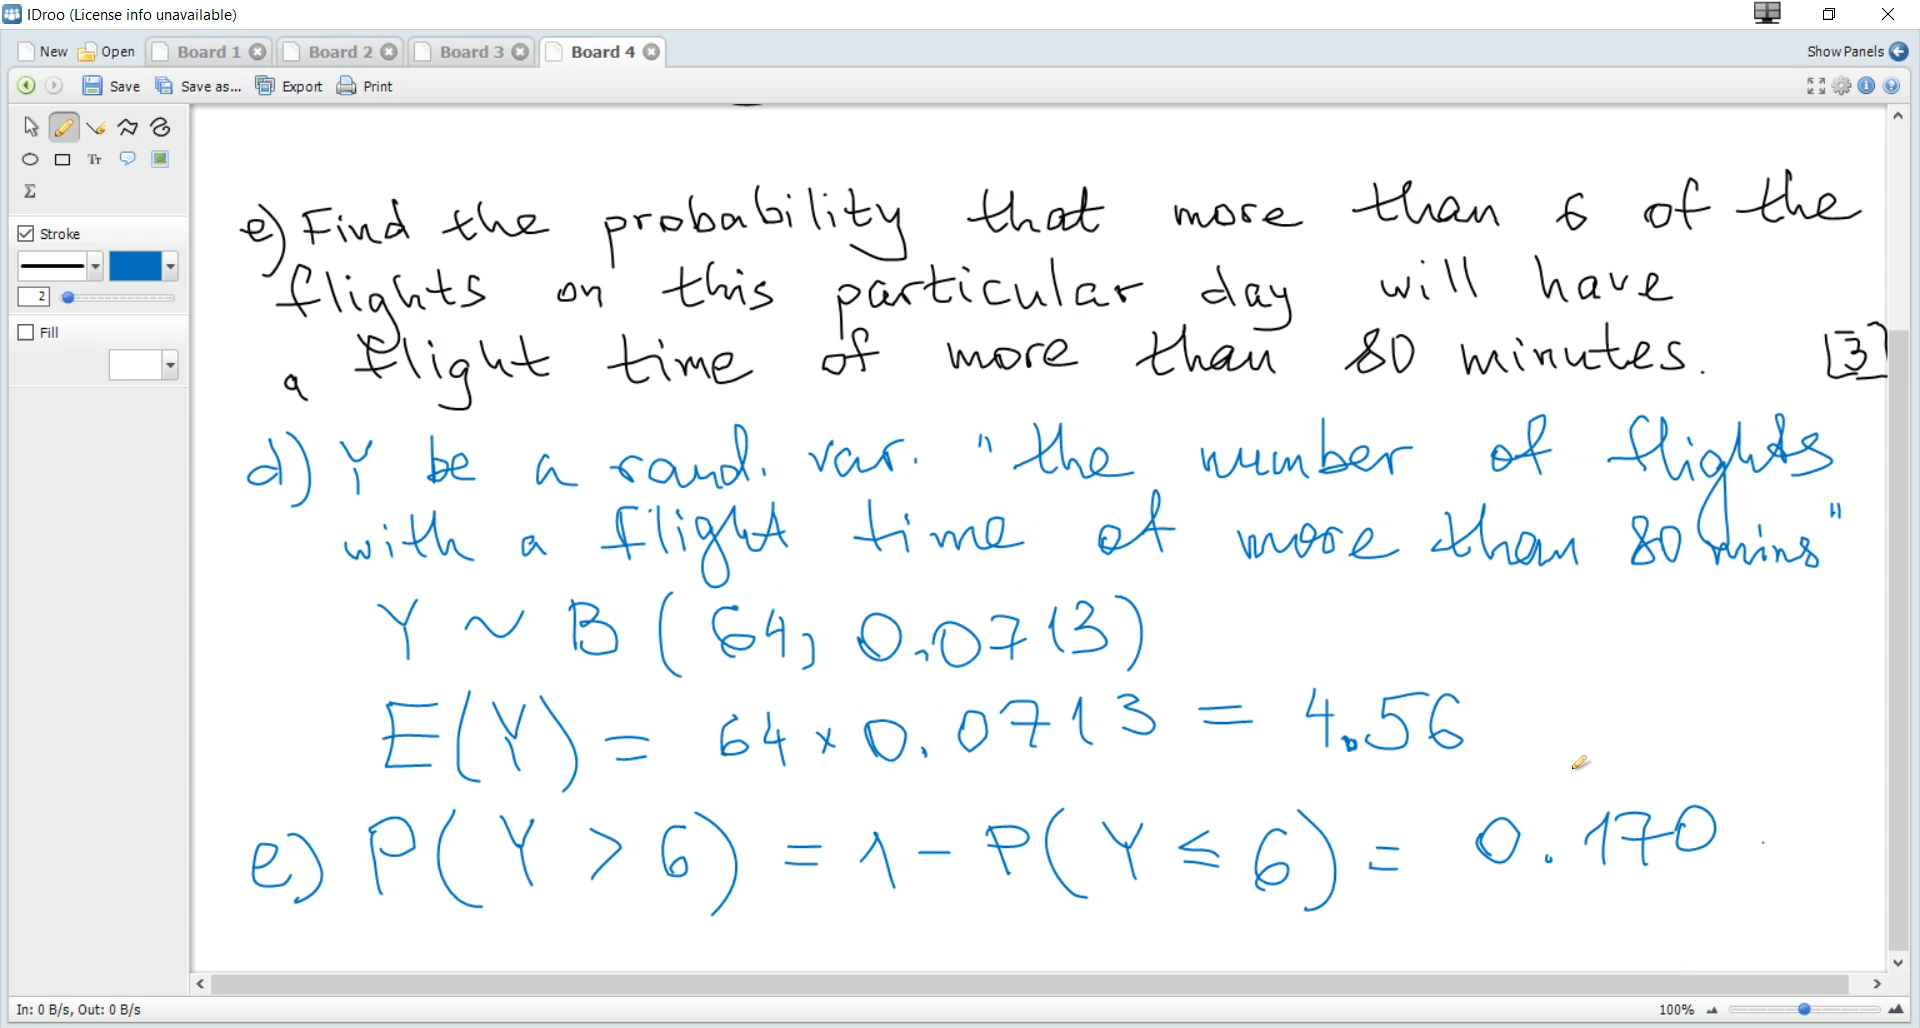 IDroo (License info unavailable)
New Open Board 1 Board 2 Board 3 Board 4 Show Panels
Save Save as... Export Print
Tт
Σ
Stroke
2
Fill
e) Find the probability that more than 6 of the
flights on this particular day will have
a flight time of more than 80 minutes. [3]
d) Y be a rand. var. "the number of flights
with a flight time of more than 80 mins"
Y ~ B (64, 0.0713)
E(Y) = 64 × 0.0713 = 4.56
e) P(Y > 6) = 1 - P(Y ≤ 6) = 0.170
In: 0 B/s, Out: 0 B/s 100%